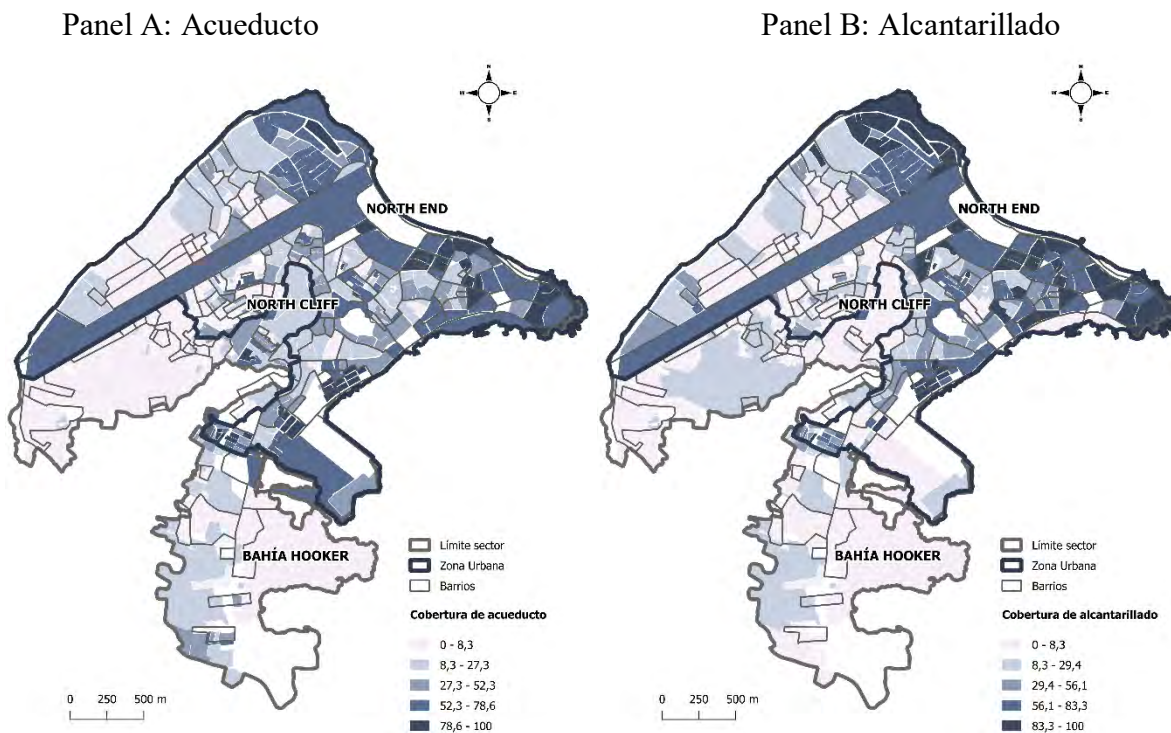 Panel A: Acueducto
Panel B: Alcantarillado
N
W E
S
NORTH END
NORTH CLIFF
BAHÍA HOOKER
Límite sector
Zona Urbana
Barrios
Cobertura de acueducto
0 - 8,3
8,3 - 27,3
27,3 - 52,3
52,3 - 78,6
78,6 - 100
0 250 500 m
N
W E
S
NORTH END
NORTH CLIFF
BAHÍA HOOKER
Límite sector
Zona Urbana
Barrios
Cobertura de alcantarillado
0 - 8,3
8,3 - 29,4
29,4 - 56,1
56,1 - 83,3
83,3 - 100
0 250 500 m